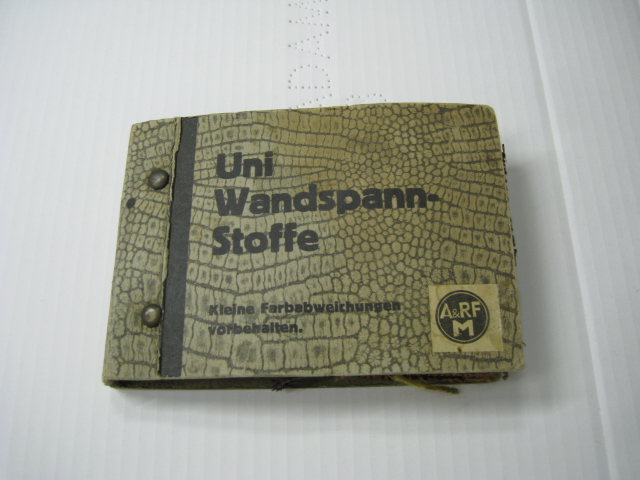 Uni
Wandspann-
Stoffe
Kleine Farbabweichungen
vorbehalten.
A&RF
M